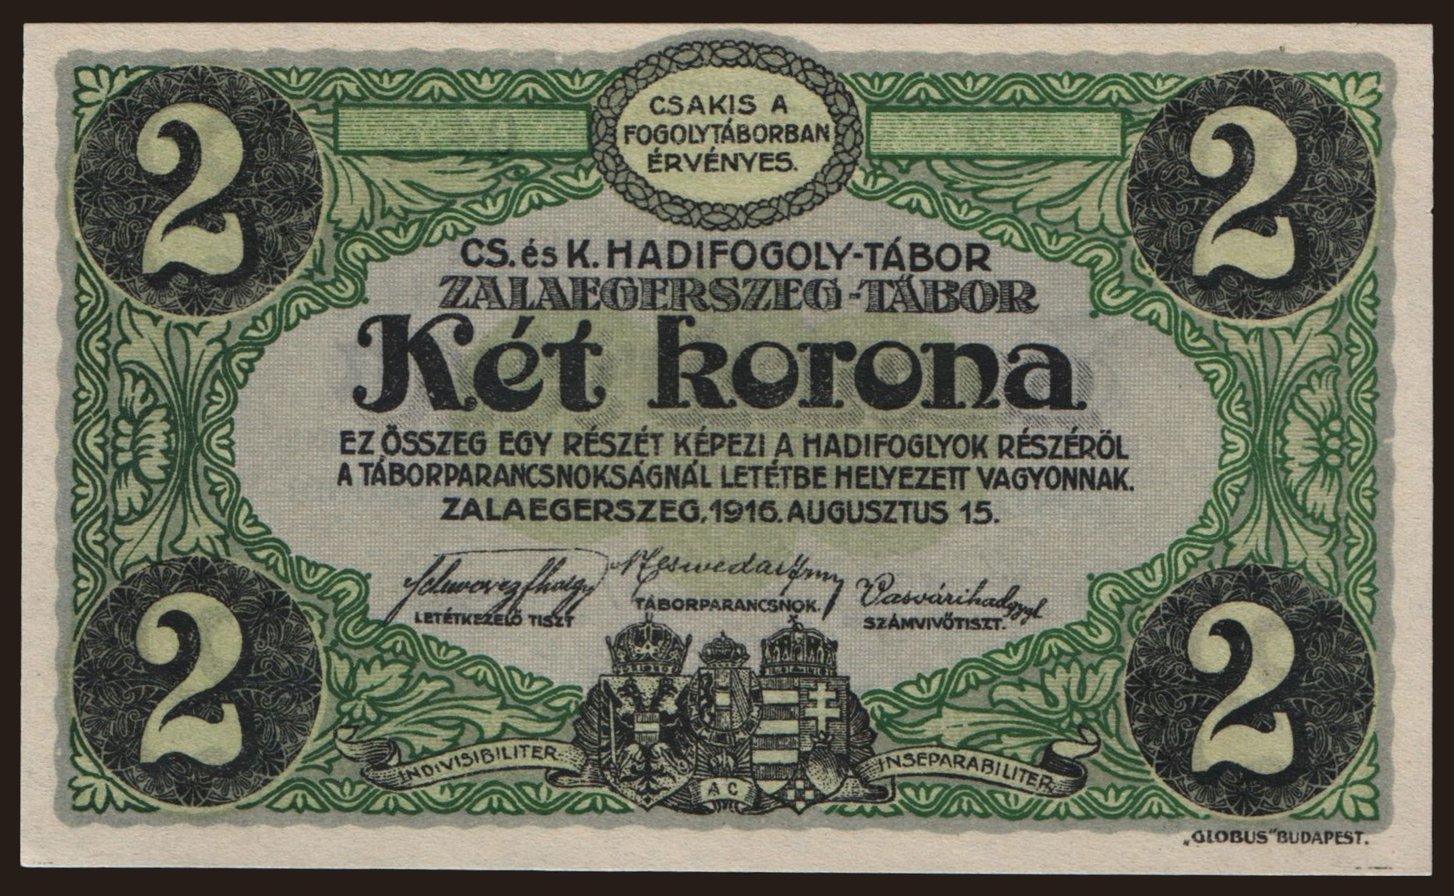 2
2
CSAKIS A
FOGOLYTÁBORBAN
ÉRVÉNYES.
CS. és K. HADIFOGOLY-TÁBOR
ZALAEGERSZEG-TÁBOR
Két korona
EZ ÖSSZEG EGY RÉSZÉT KÉPEZI A HADIFOGLYOK RÉSZÉRŐL
A TÁBORPARANCSNOKSÁGNÁL LETÉTBE HELYEZETT VAGYONNAK.
ZALAEGERSZEG, 1916. AUGUSZTUS 15.
LETÉTKEZELŐ TISZT
TÁBORPARANCSNOK.
Vasvári
SZÁMVIVŐTISZT.
2
2
INDIVISIBILITER
AC
INSEPARABILITER
„GLOBUS" BUDAPEST.